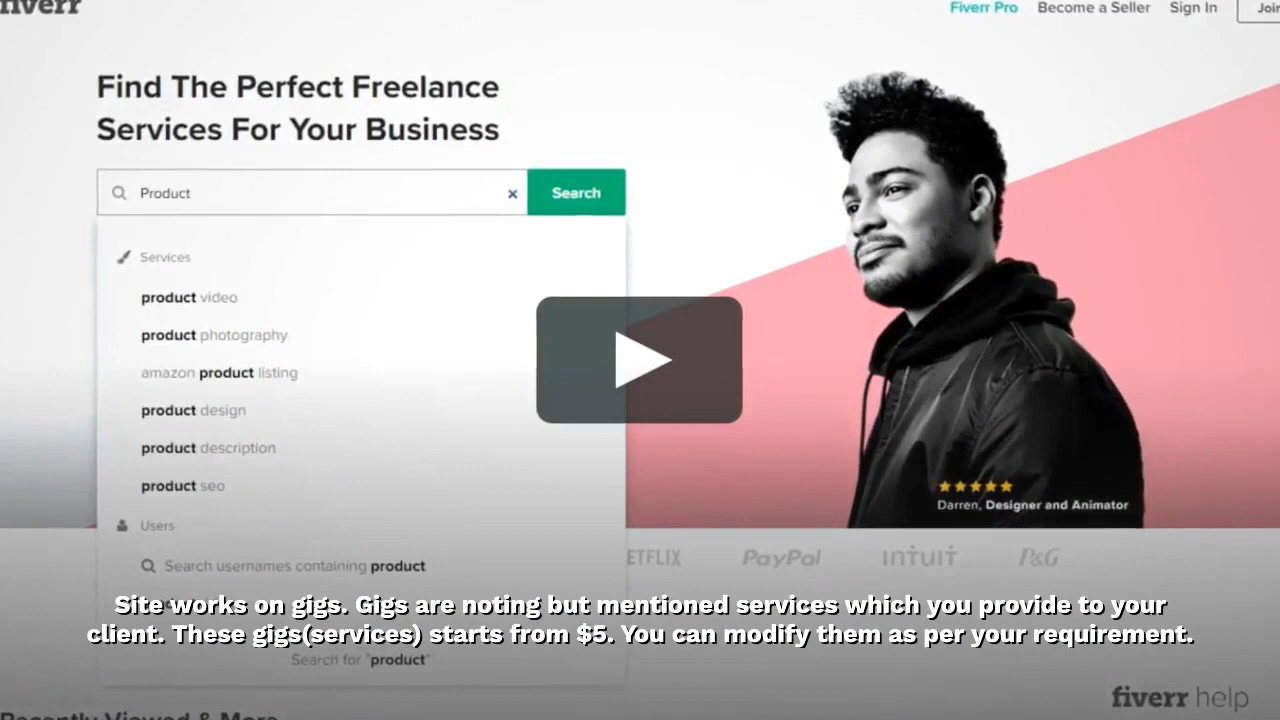 fiverr
Fiverr Pro
Become a Seller
Sign In
Join
Find The Perfect Freelance
Services For Your Business
Product
×
Search
Services
product video
product photography
amazon product listing
product design
product description
product seo
Users
Search usernames containing product
Search for "product"
Darren, Designer and Animator
ETFLIX
PayPal
intuit
P&G
Site works on gigs. Gigs are noting but mentioned services which you provide to your
client. These gigs(services) starts from $5. You can modify them as per your requirement.
fiverr help
Recently Viewed & More